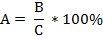 A = B/C * 100%